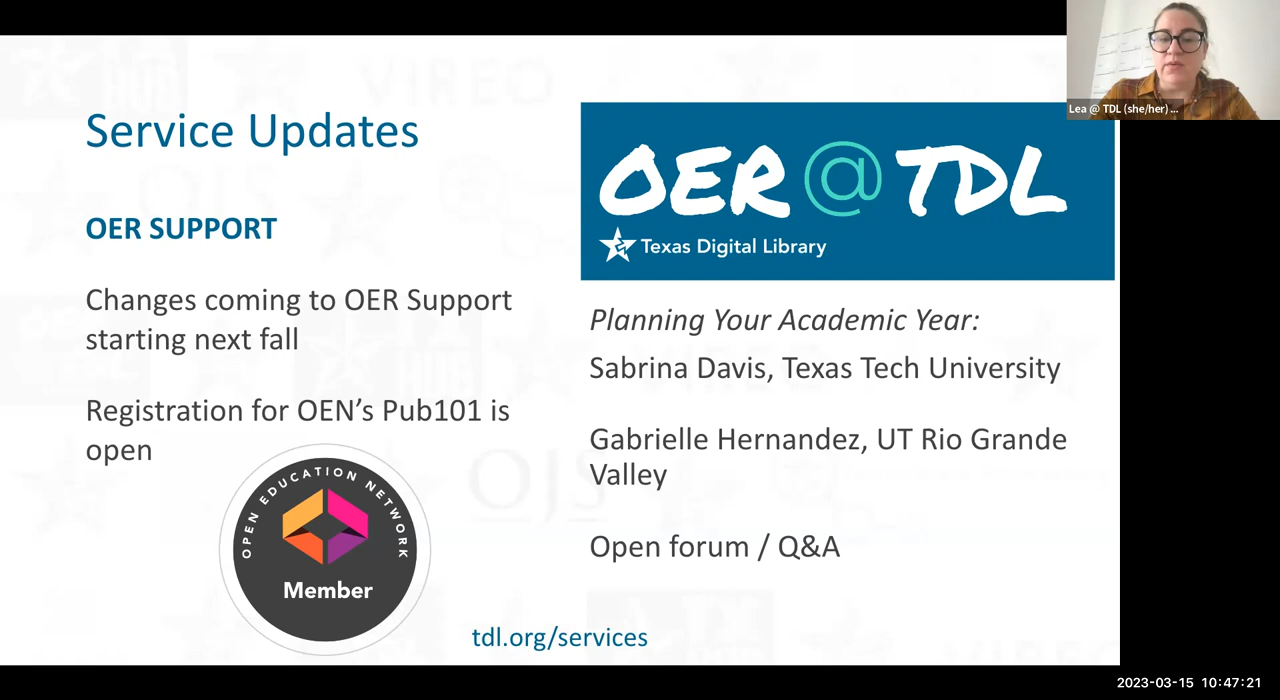 Service Updates
OER SUPPORT
Changes coming to OER Support
starting next fall
Registration for OEN’s Pub101 is
open
OPEN EDUCATION NETWORK
Member
OER @ TDL
Texas Digital Library
Planning Your Academic Year:
Sabrina Davis, Texas Tech University
Gabrielle Hernandez, UT Rio Grande
Valley
Open forum / Q&A
tdl.org/services
Lea @ TDL (she/her) ...
2023-03-15 10:47:21
VIREO
OJS